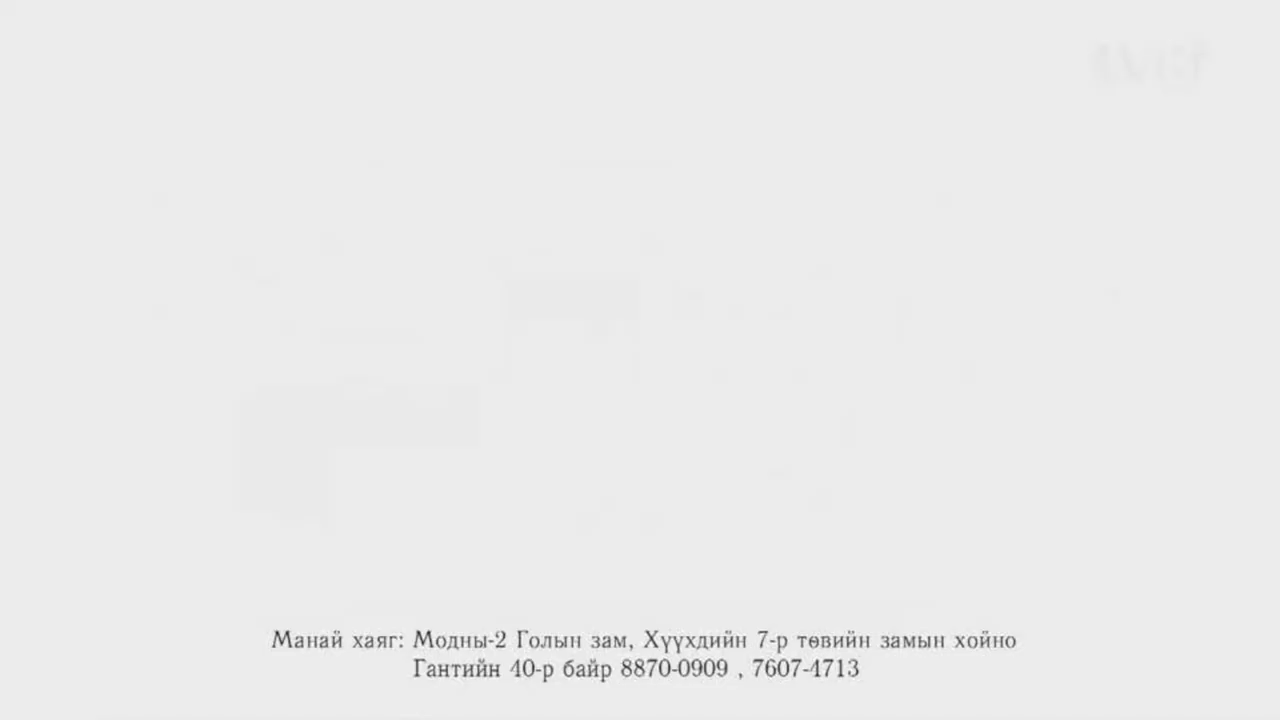 Манай хаяг: Модны-2 Голын зам, Хүүхдийн 7-р төвийн замын хойно
Гантийн 40-р байр 8870-0909 , 7607-4713